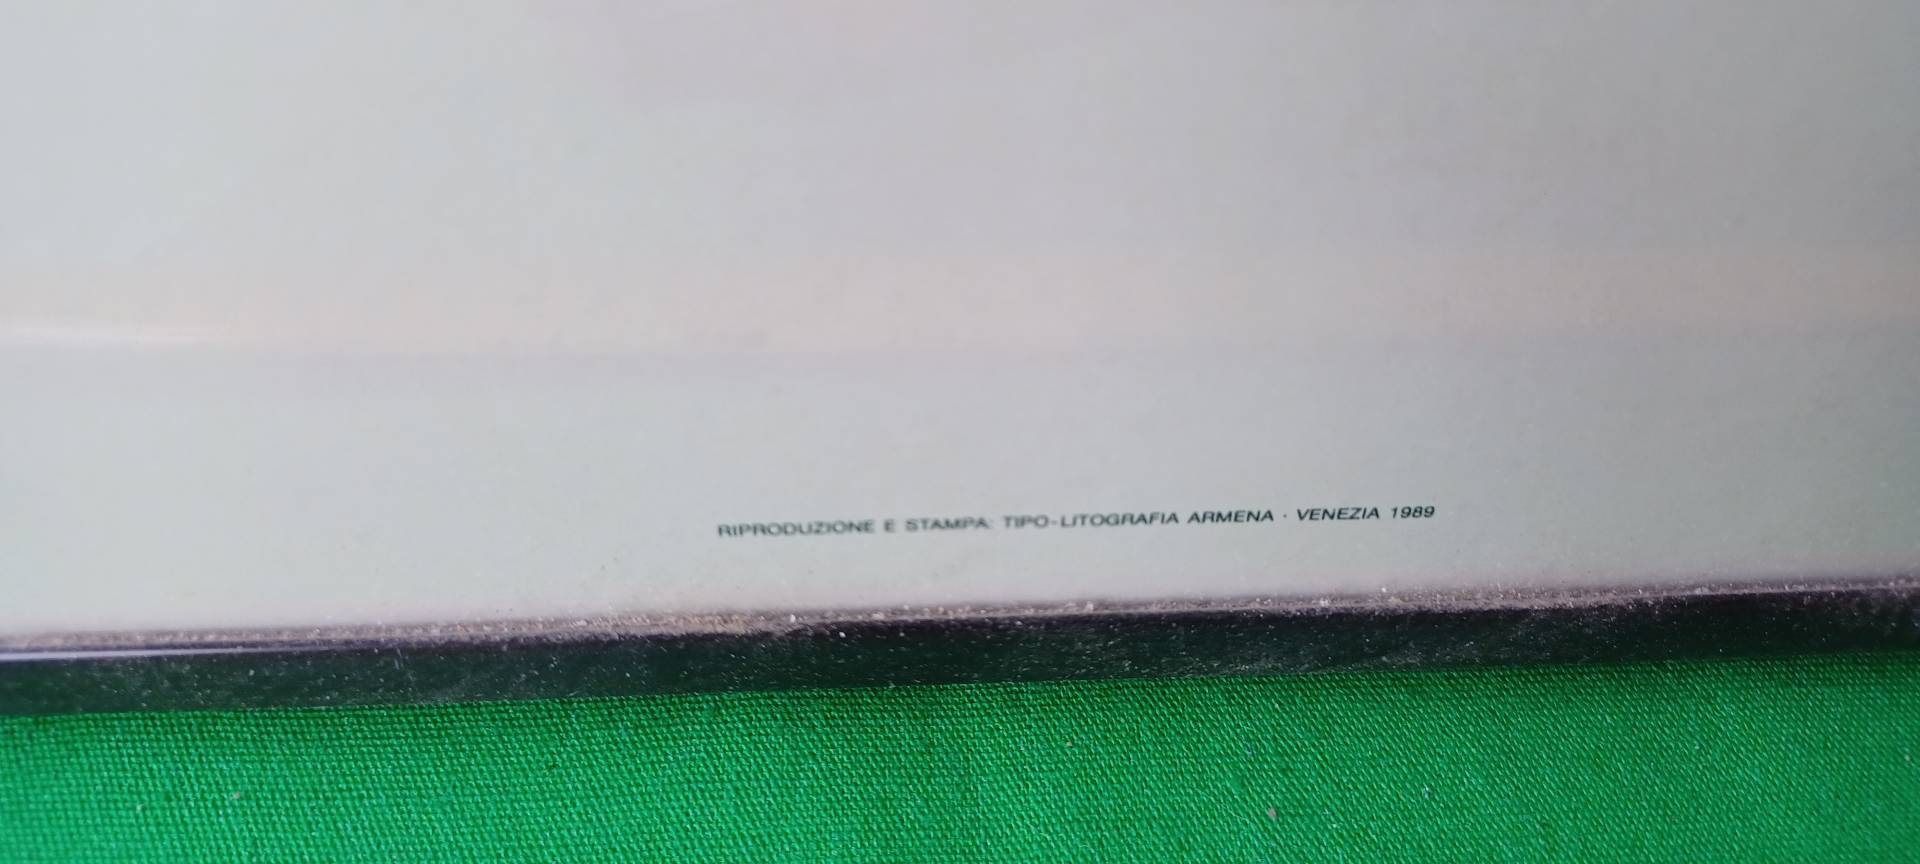 RIPRODUZIONE E STAMPA: TIPO-LITOGRAFIA ARMENA · VENEZIA 1989